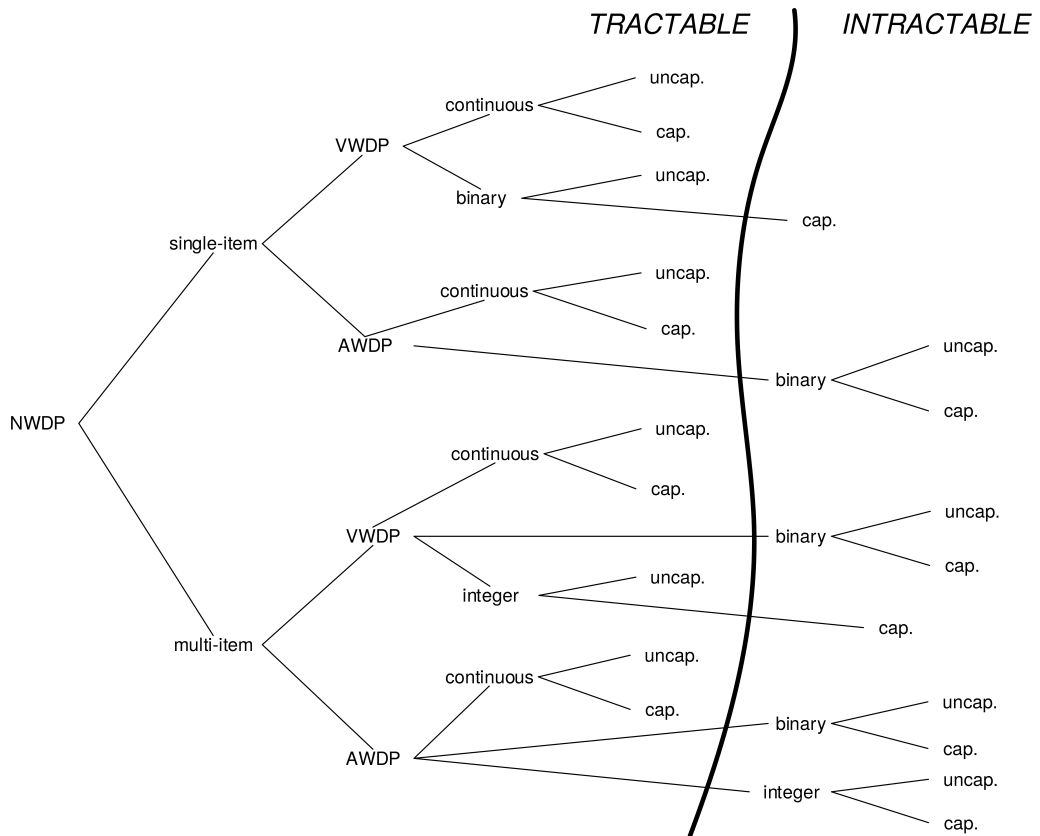 TRACTABLE INTRACTABLE
uncap.
continuous
cap.
VWDP
uncap.
binary
cap.
single-item
uncap.
continuous
cap.
AWDP
uncap.
binary
cap.
NWDP
uncap.
continuous
cap.
uncap.
VWDP
binary
cap.
uncap.
integer
cap.
multi-item
uncap.
continuous
cap.
uncap.
binary
cap.
AWDP
uncap.
integer
cap.